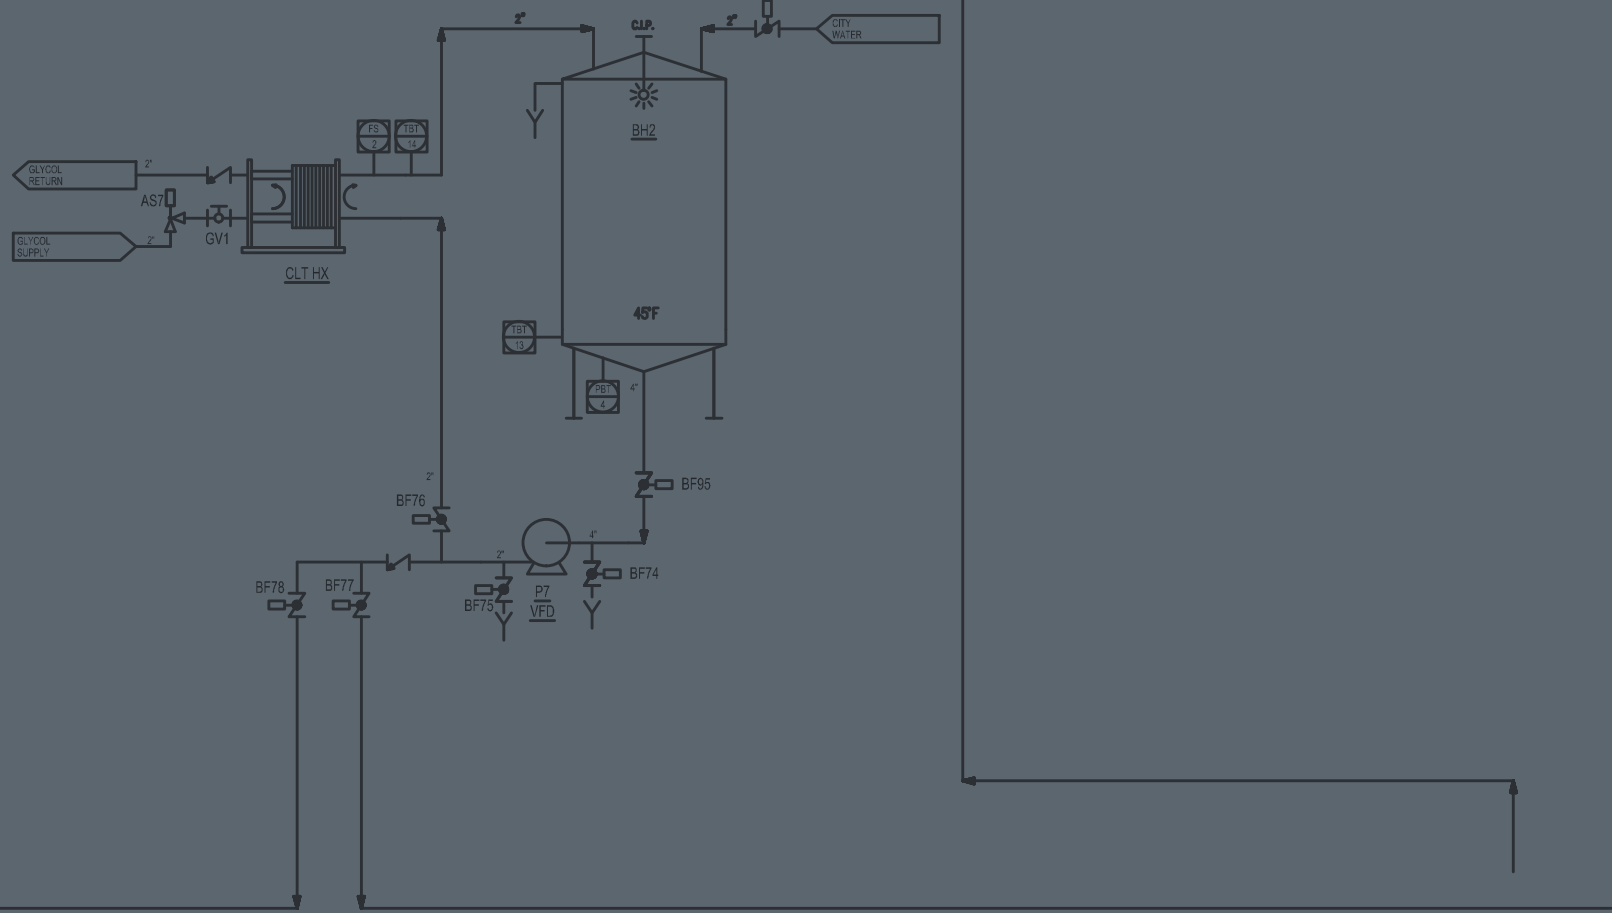 2"
C.I.P.
2"
CITY
WATER
FS
2
TBT
14
BH2
GLYCOL
RETURN
2"
AS7
GV1
GLYCOL
SUPPLY
2"
CLT HX
45°F
TBT
13
PBT
4
4"
2"
BF76
BF95
4"
2"
BF74
BF78
BF77
BF75
P7
VFD